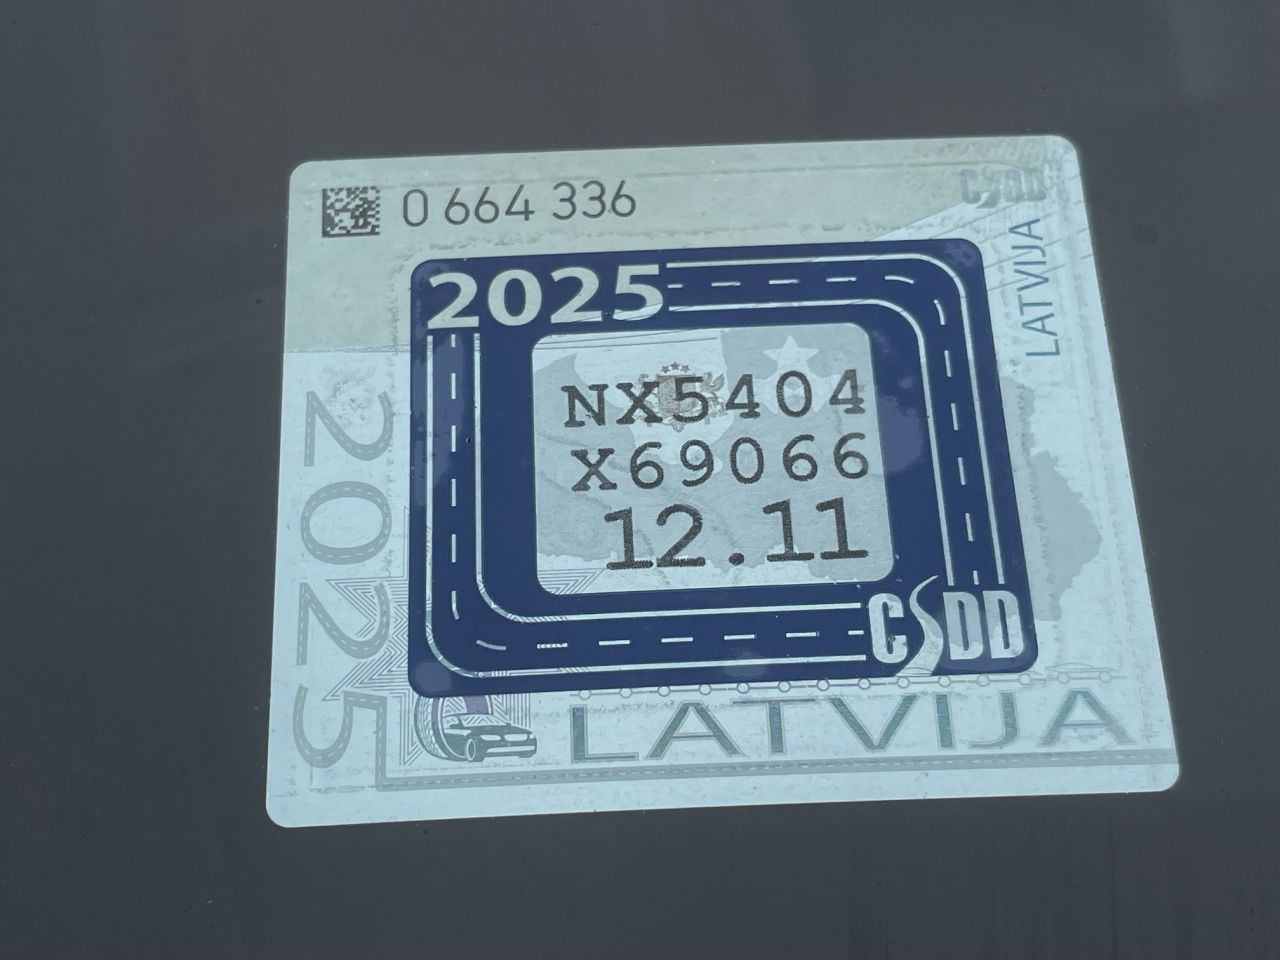 0 664 336
CSDD
LATVIJA
2025
NX5404
X69066
12.11
CSDD
2025
LATVIJA